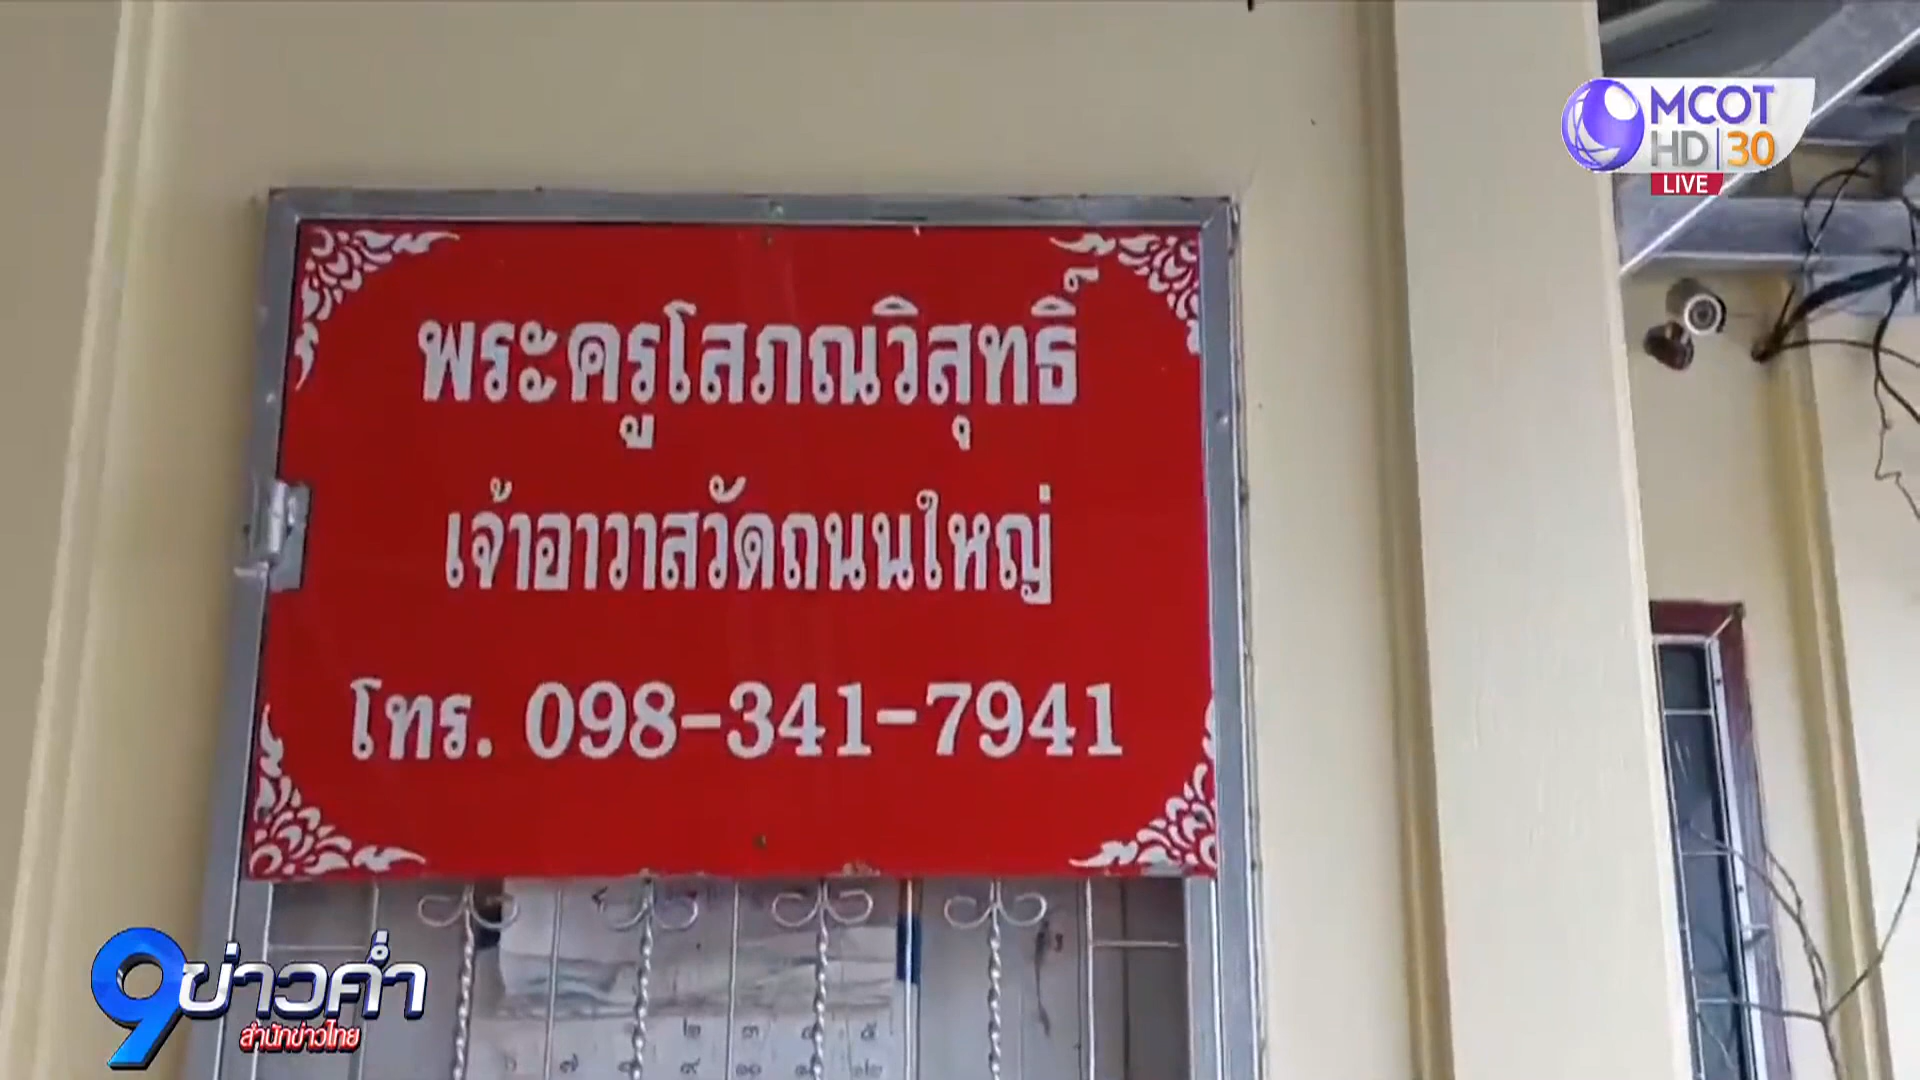 MCOT
HD 30
LIVE
พระครูโสภณวิสุทธิ์
เจ้าอาวาสวัดถนนใหญ่
โทร. 098-341-7941
9ข่าวค่ำ
สำนักข่าวไทย